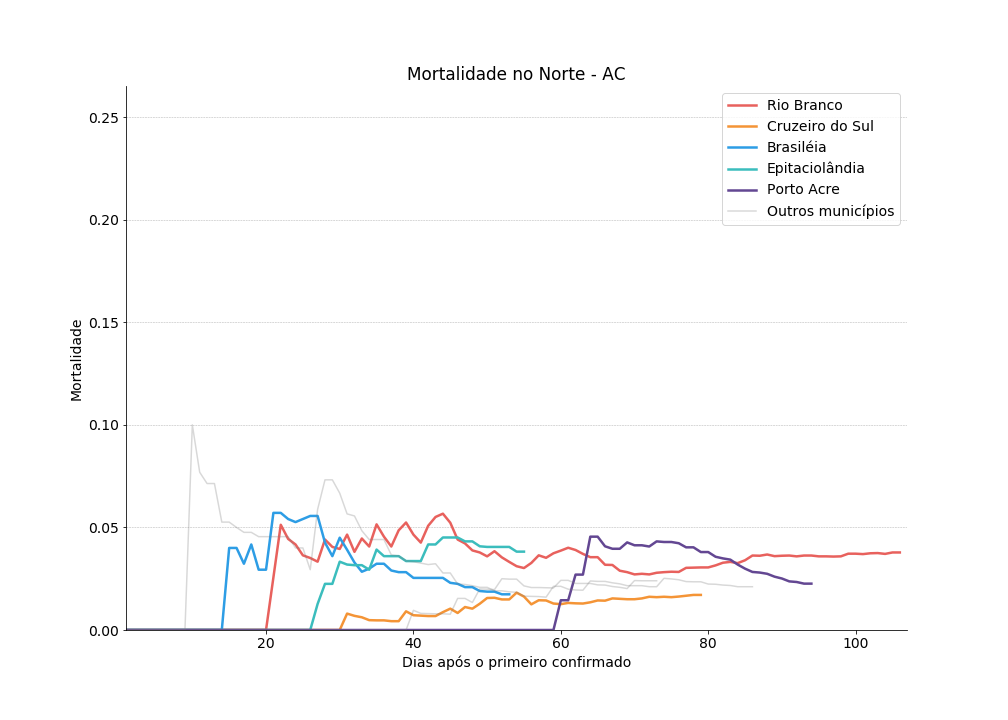 Mortalidade no Norte - AC
Rio Branco
Cruzeiro do Sul
Brasiléia
Epitaciolândia
Porto Acre
Outros municípios
Mortalidade
0.25
0.20
0.15
0.10
0.05
0.00
20
40
60
80
100
Dias após o primeiro confirmado